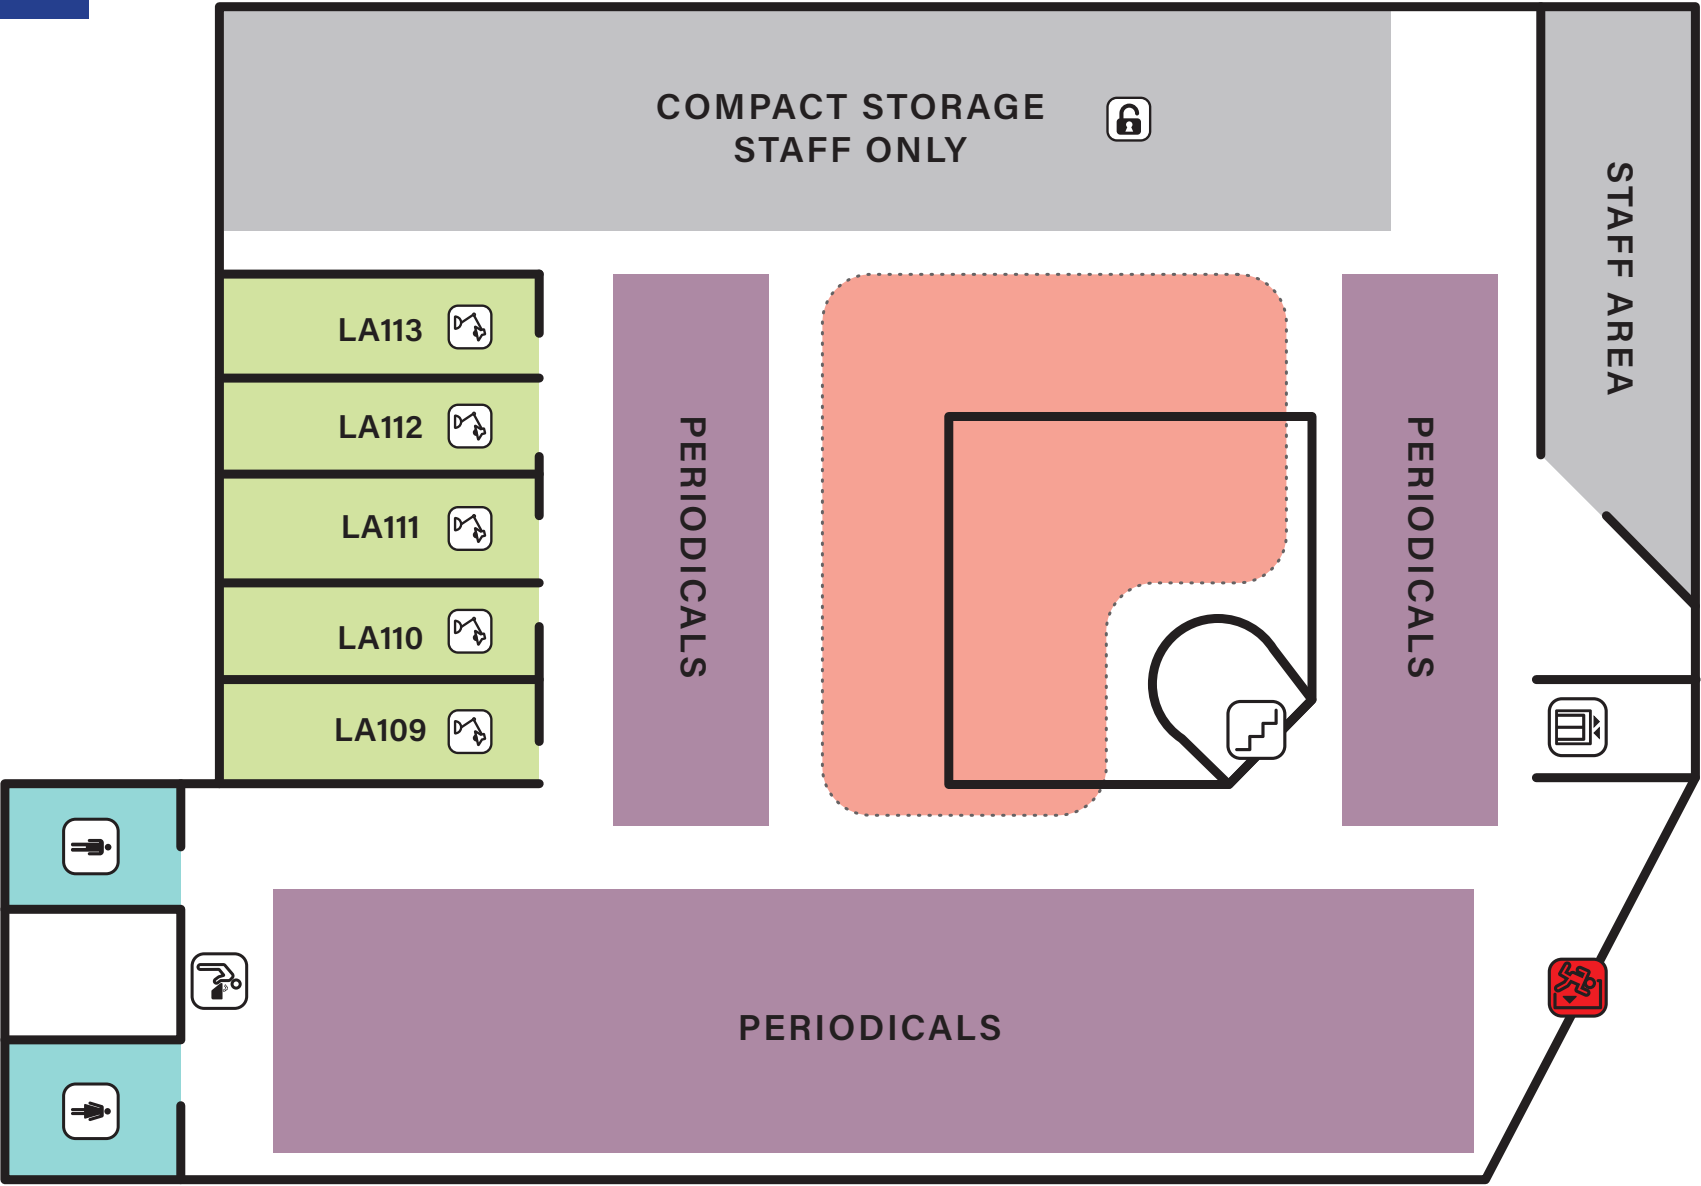 COMPACT STORAGE
STAFF ONLY
STAFF AREA
LA113
LA112
LA111
LA110
LA109
PERIODICALS
PERIODICALS
PERIODICALS